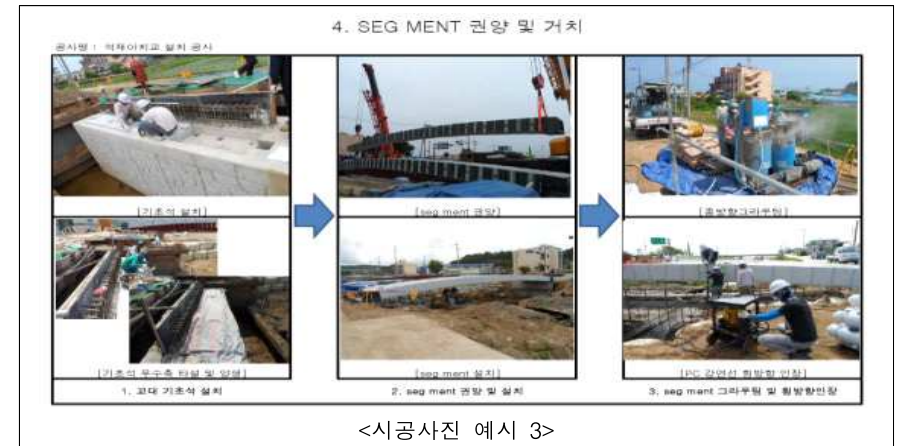 4. SEG MENT 권양 및 거치
공사명 : 석재아치교 설치 공사
[기초석 설치]
[seg ment 권양]
[종방향그라우팅]
[기초석 무수축 타설 및 양생]
[seg ment 설치]
[PC 강연선 횡방향 인장]
1. 교대 기초석 설치
2. seg ment 권양 및 설치
3. seg ment 그라우팅 및 횡방향인장
<시공사진 예시 3>